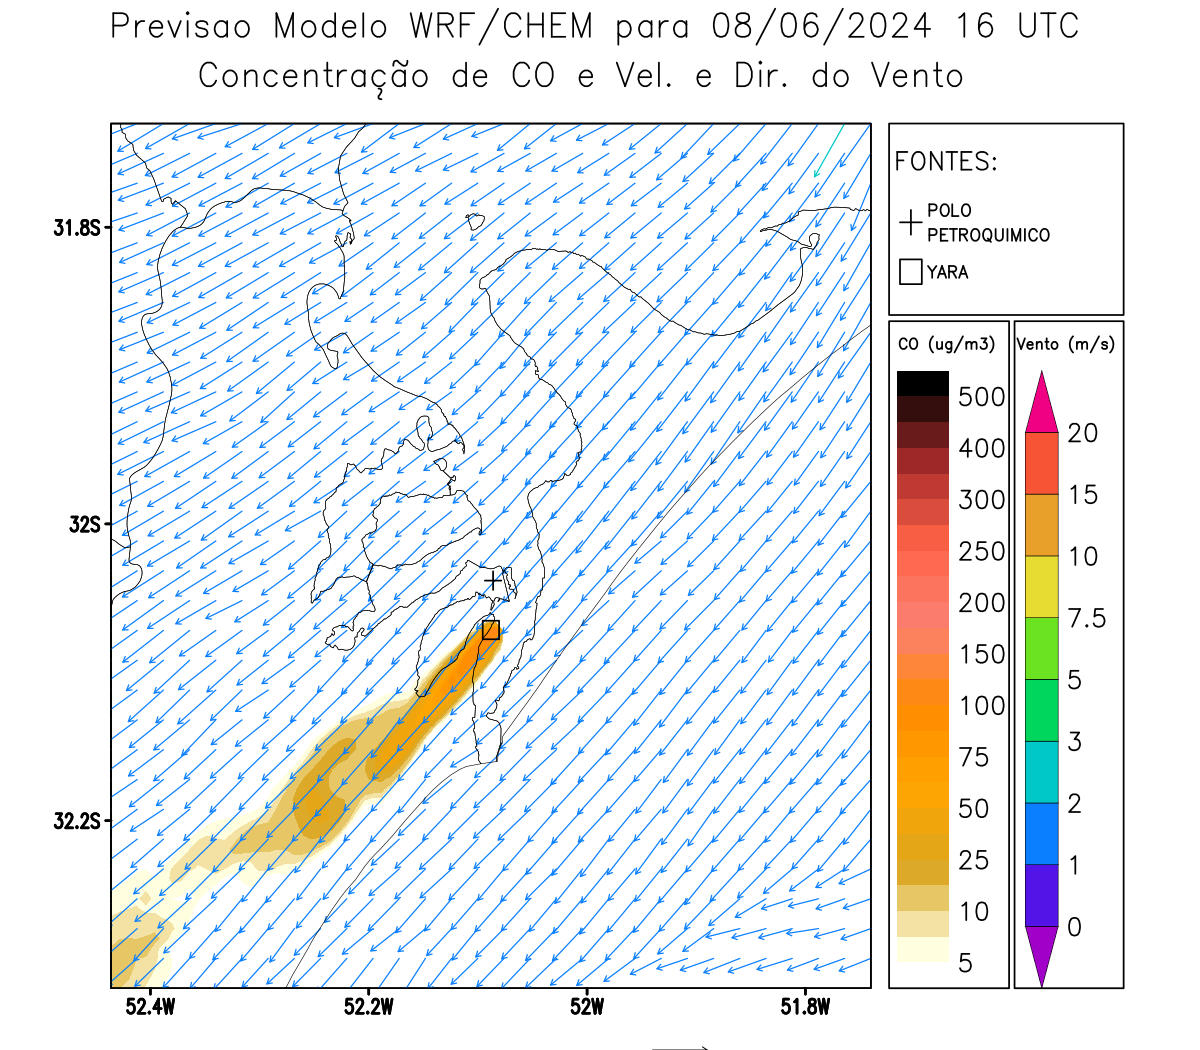 Previsao Modelo WRF/CHEM para 08/06/2024 16 UTC
Concentração de CO e Vel. e Dir. do Vento
FONTES:
POLO
PETROQUIMICO
YARA
CO (ug/m3)
500
400
300
250
200
150
100
75
50
25
10
5
Vento (m/s)
20
15
10
7.5
5
3
2
1
0
31.8S
32S
32.2S
52.4W 52.2W 52W 51.8W